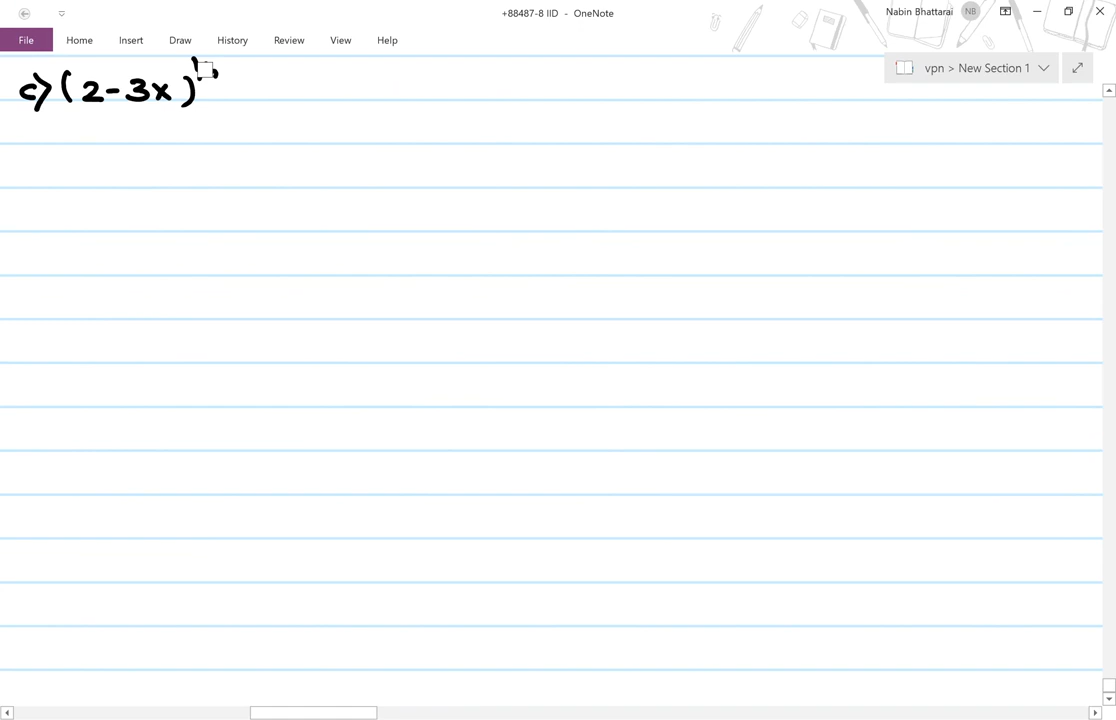 +88487-8 IID - OneNote
Nabin Bhattarai
NB
File Home Insert Draw History Review View Help
vpn > New Section 1
c> (2-3x)